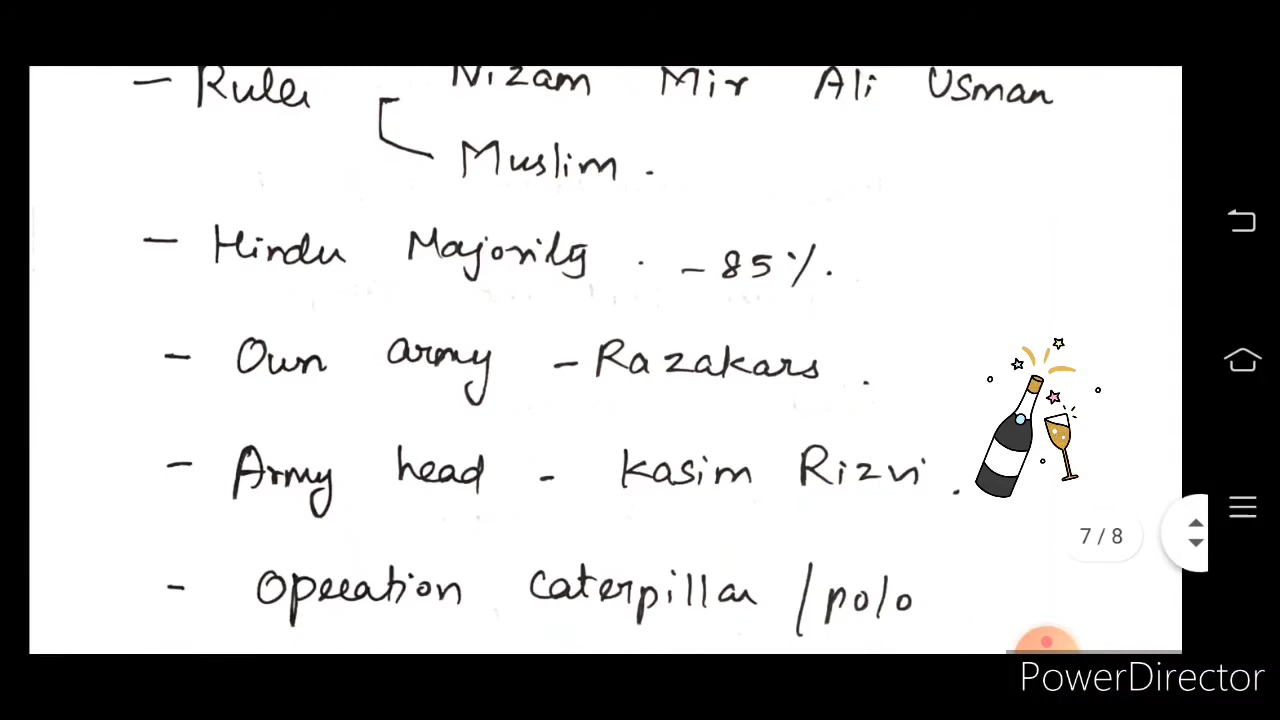 - Ruler Nizam Mir Ali Usman
Muslim.
- Hindu Majority. - 85%.
- Own army - Razakars.
- Army head - Kasim Rizvi.
- Operation Caterpillar / polo
7 / 8
PowerDirector